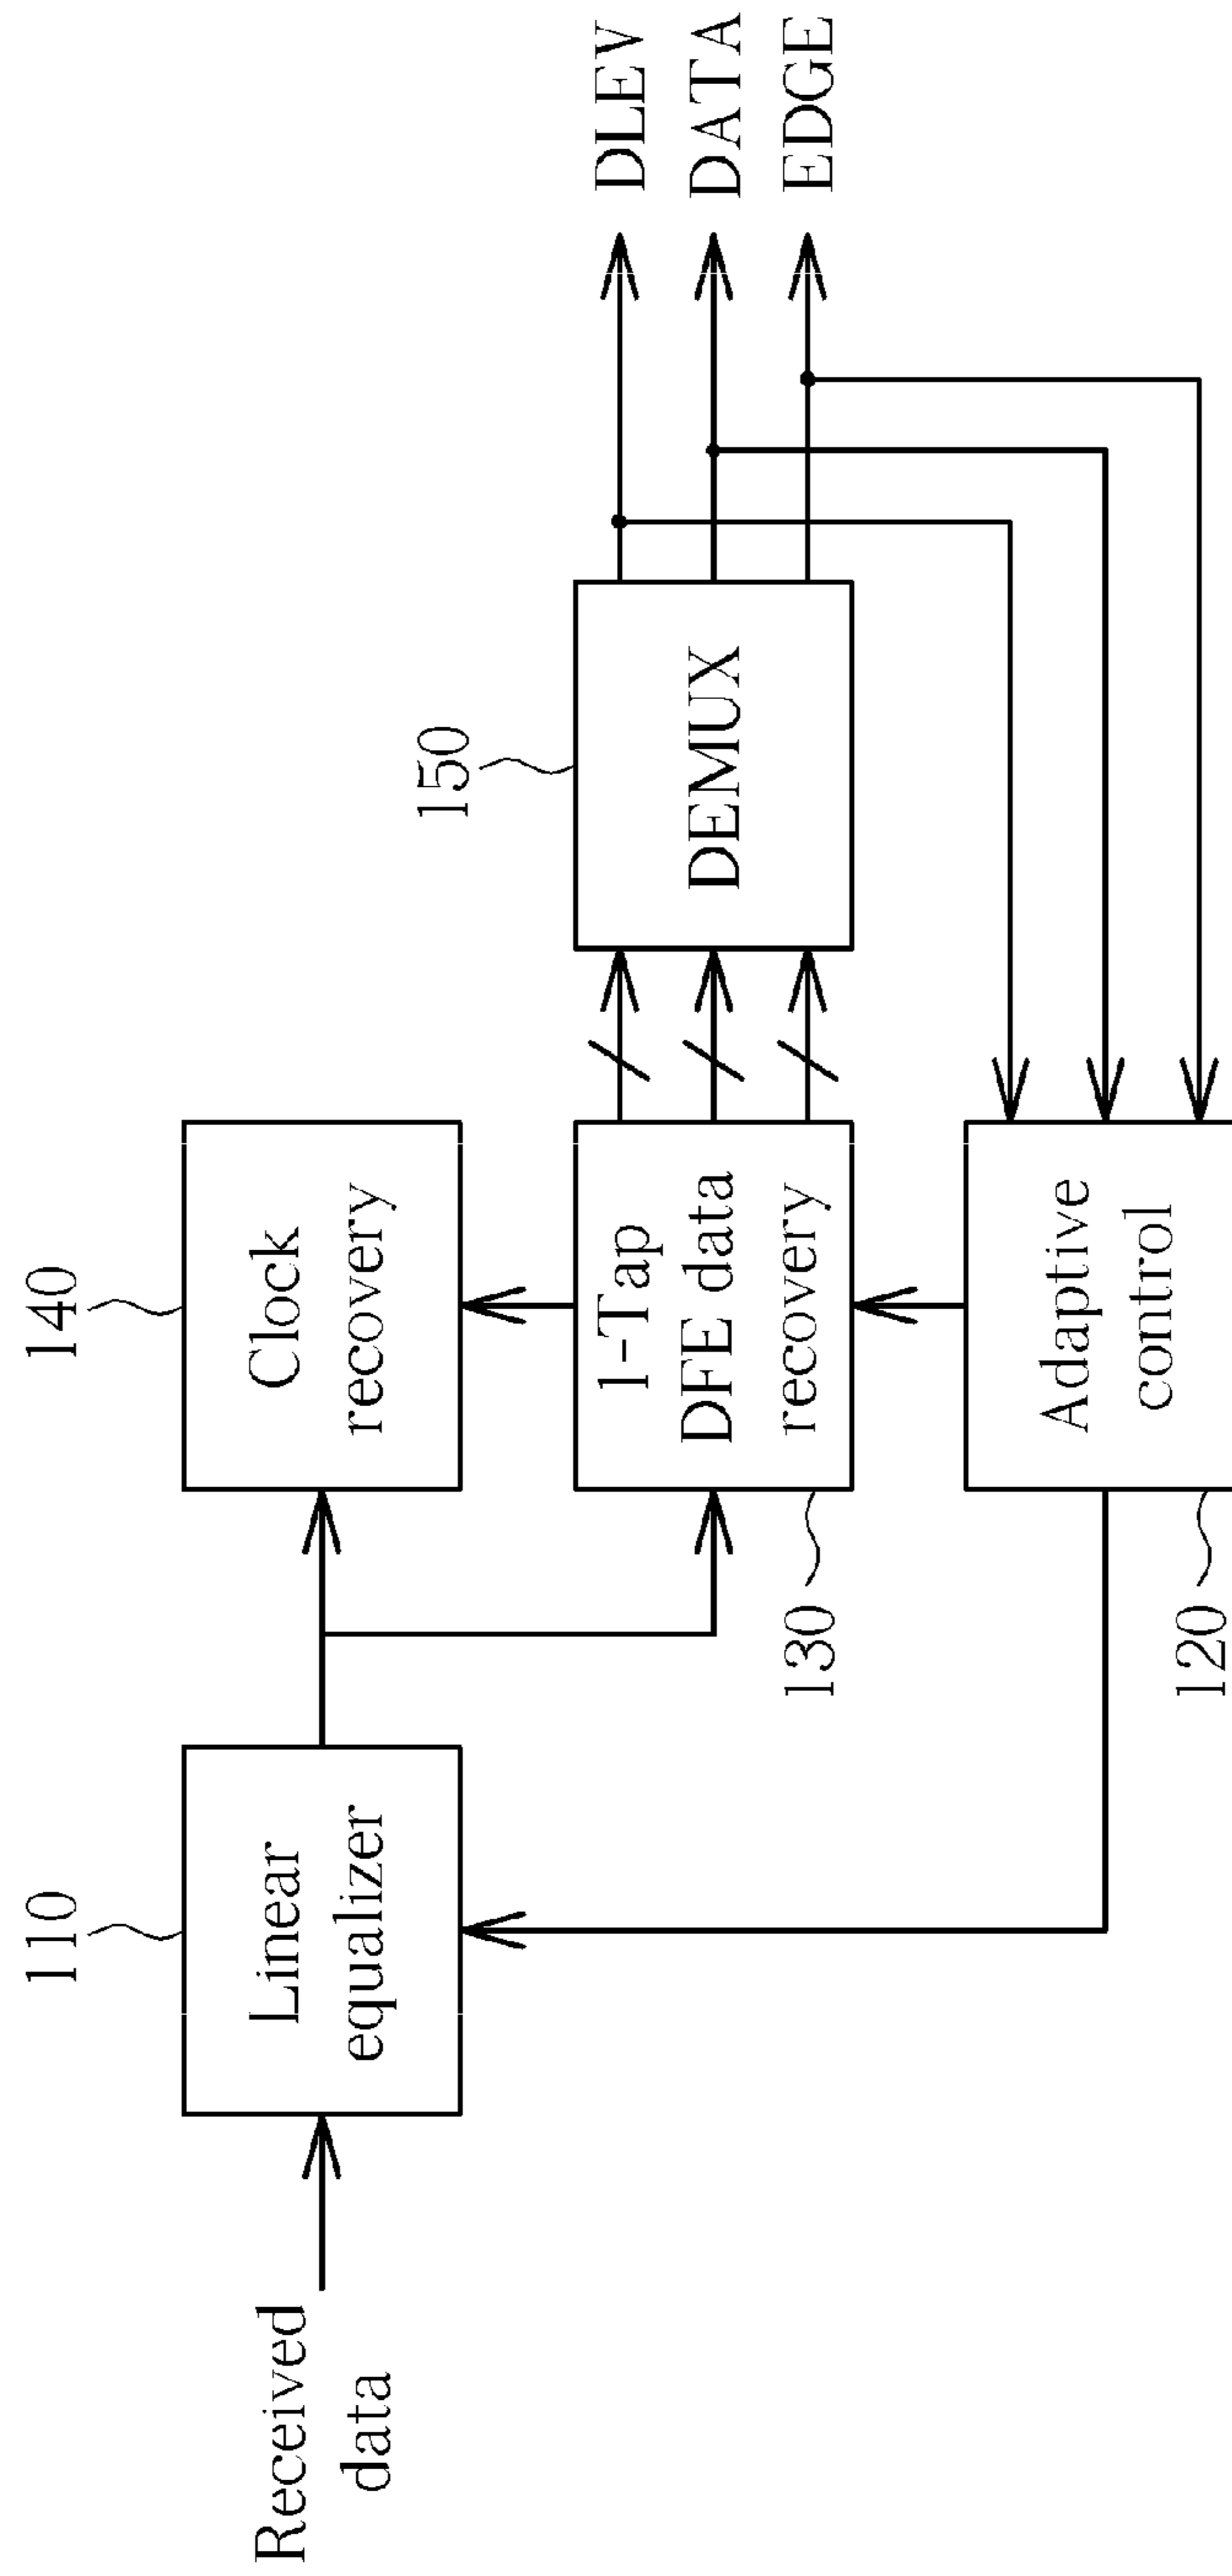 110
140
150
Received
data
Linear
equalizer
Clock
recovery
1-Tap
DFE data
recovery
DEMUX
DLEV
DATA
EDGE
130
Adaptive
control
120